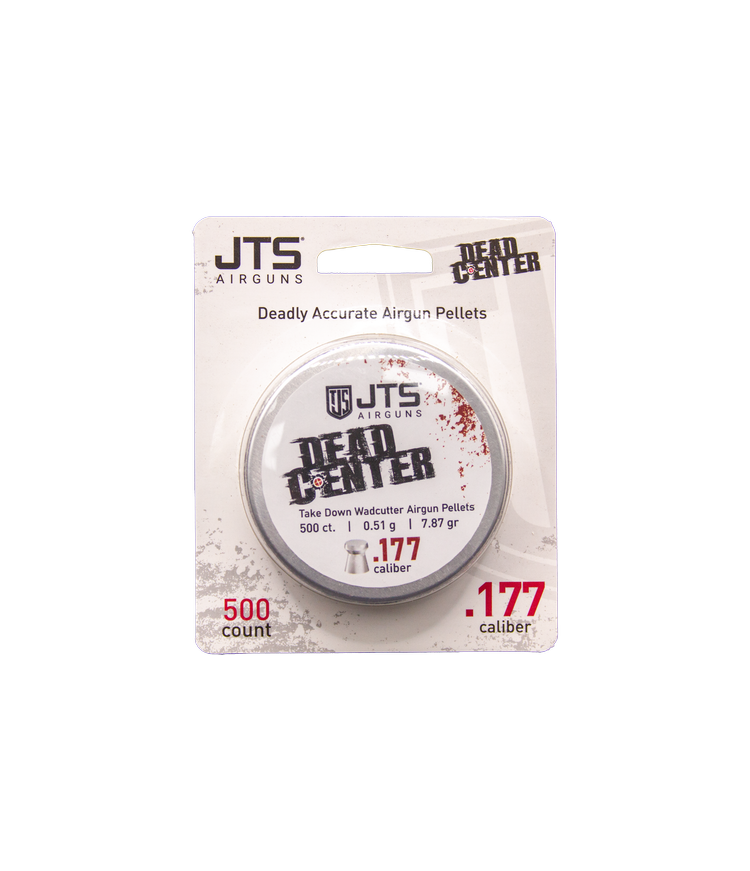 JTS®
AIRGUNS
DEAD
CENTER
Deadly Accurate Airgun Pellets
JTS
JTS
AIRGUNS
DEAD
CENTER
Take Down Wadcutter Airgun Pellets
500 ct. | 0.51 g | 7.87 gr
.177
caliber
500
count
.177
caliber